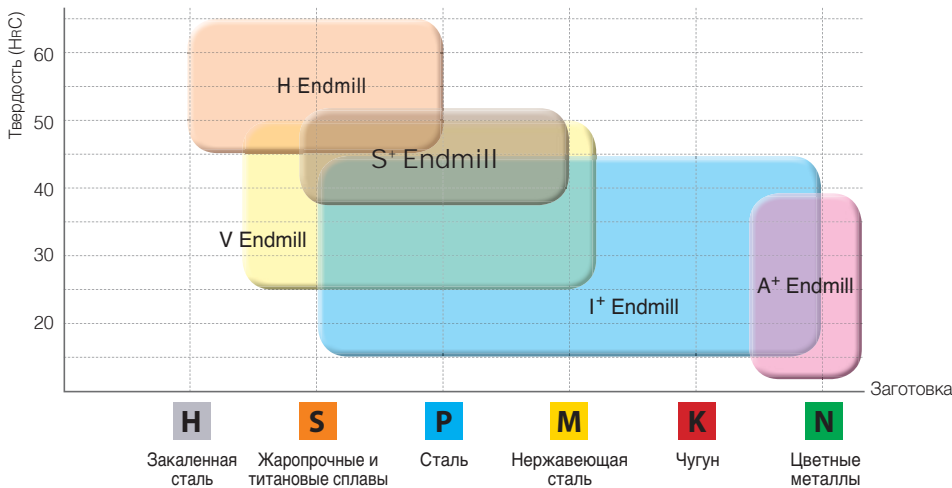 Твердость (HRC)
60
50
40
30
20
H Endmill
S+ Endmill
V Endmill
I+ Endmill
A+ Endmill
Заготовка
H
S
P
M
K
N
Закаленная
сталь
Жаропрочные и
титановые сплавы
Сталь
Нержавеющая
сталь
Чугун
Цветные
металлы